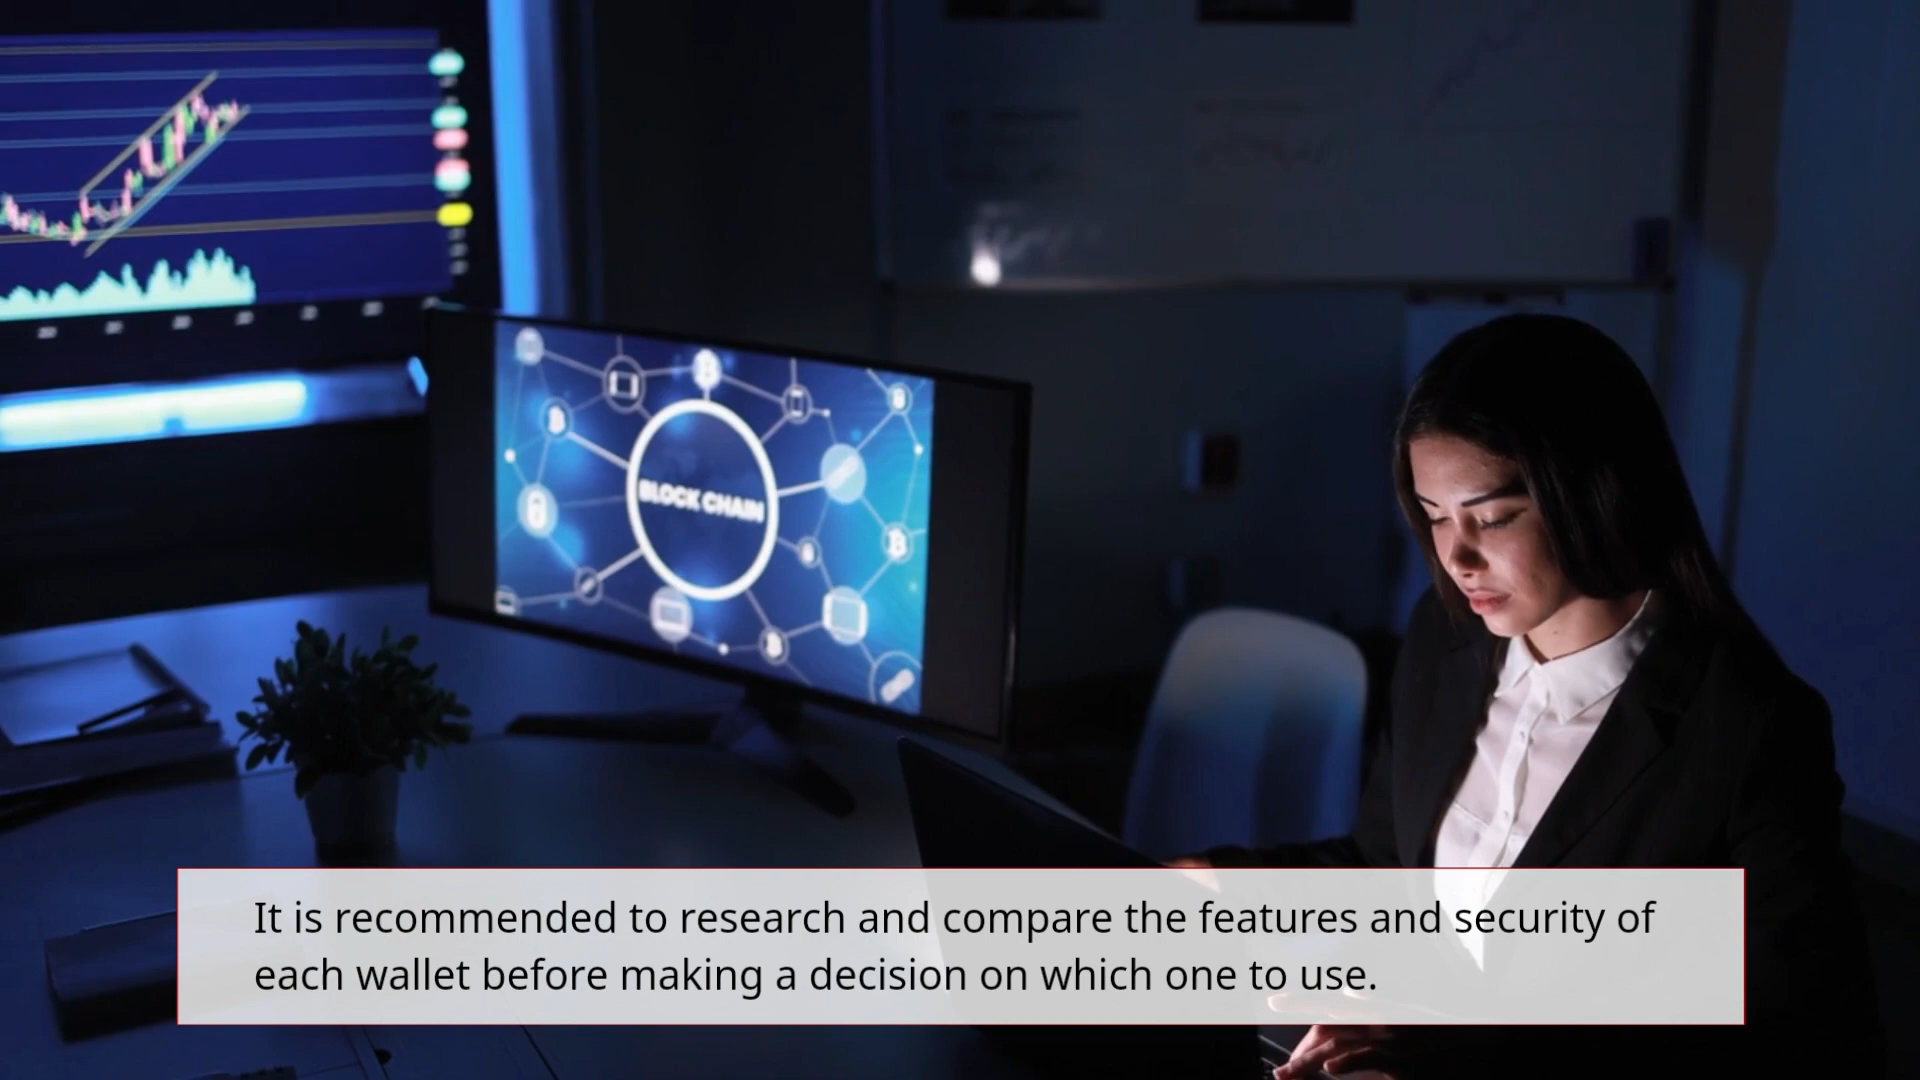 BLOCK CHAIN
It is recommended to research and compare the features and security of
each wallet before making a decision on which one to use.